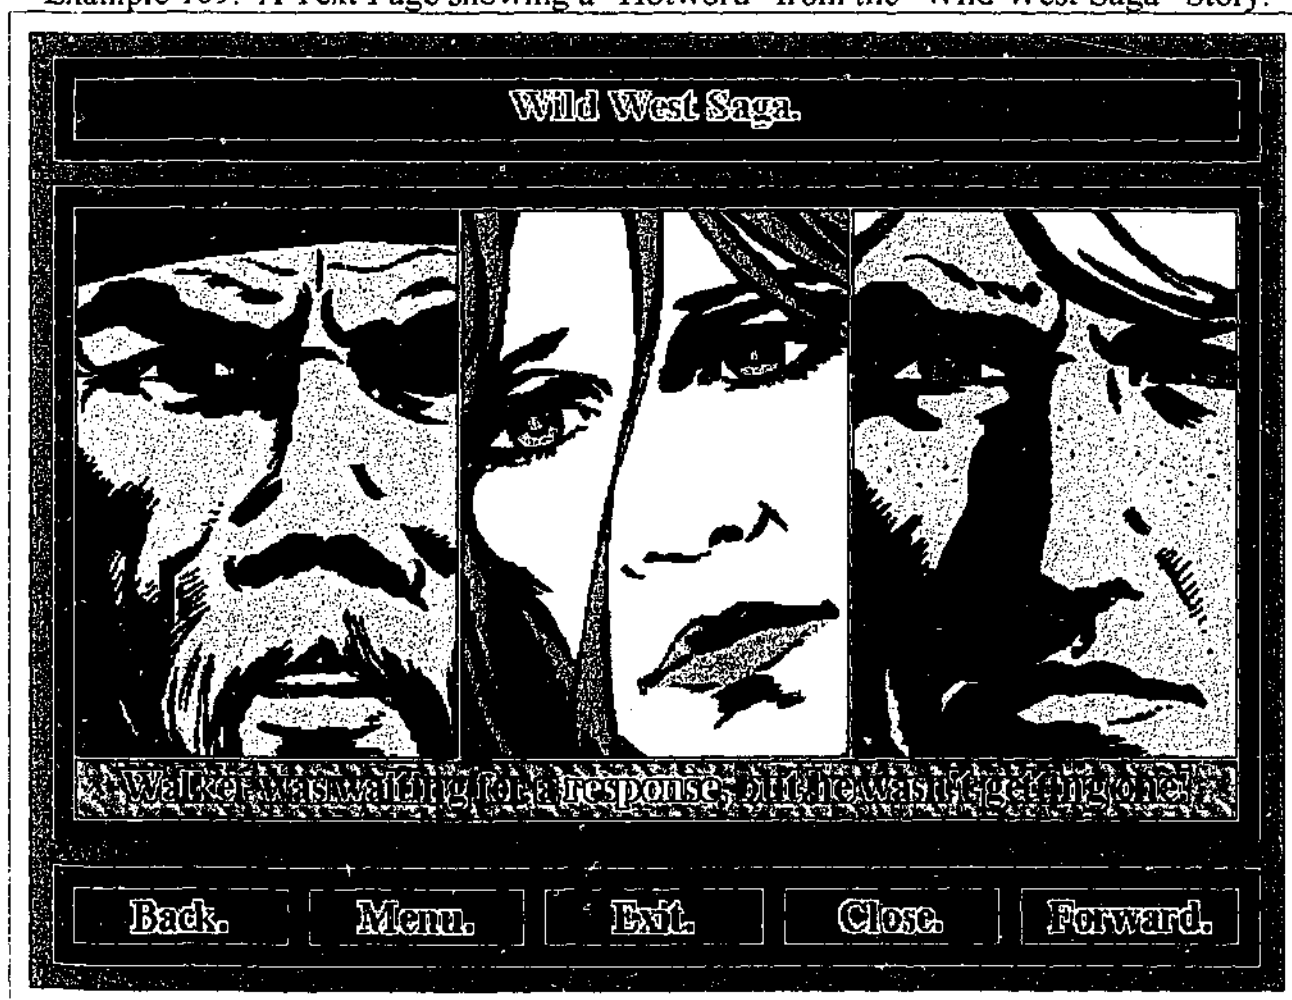 Example 709: A Text Page showing a "Hotword" from the "Wild West Saga" Story.
Wild West Saga.
Walker was waiting for a response, but he wasn't getting one.
Back. Menu. Exit. Close. Forward.